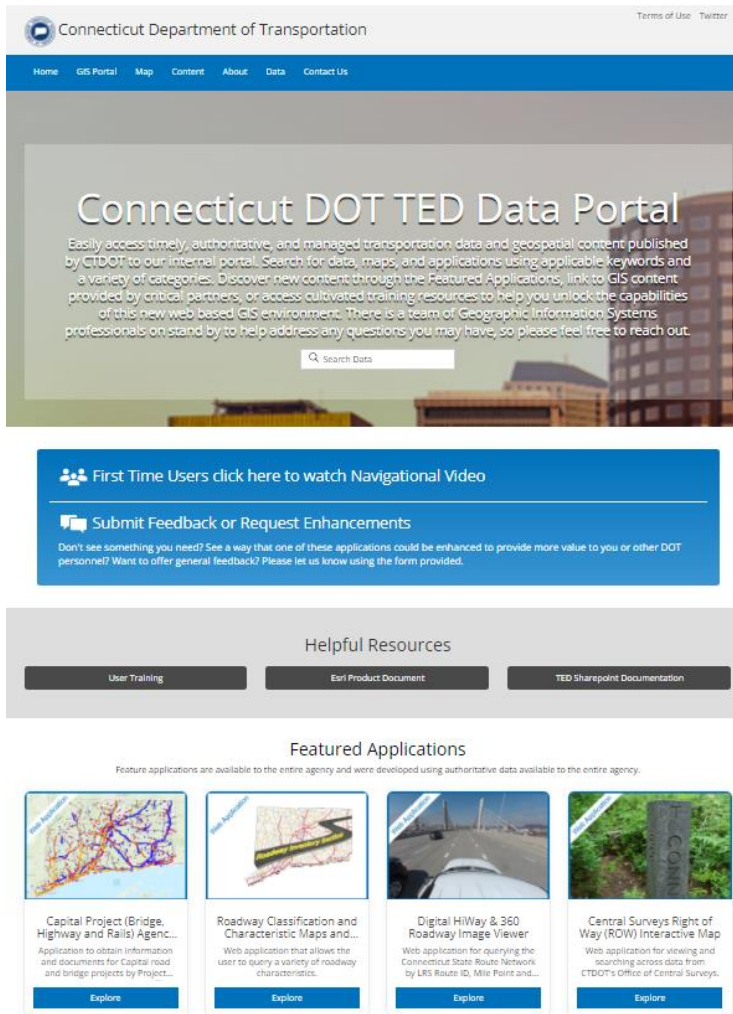 Terms of Use Twitter
Connecticut Department of Transportation
Home GIS Portal Map Content About Data Contact Us
Connecticut DOT TED Data Portal
Easily access timely, authoritative, and managed transportation data and geospatial content published
by CTDOT to our internal portal. Search for data, maps, and applications using applicable keywords and
a variety of categories. Discover new content through the Featured Applications, link to GIS content
provided by critical partners, or access cultivated training resources to help you unlock the capabilities
of this new web based GIS environment. There is a team of Geographic Information Systems
professionals on stand by to help address any questions you may have, so please feel free to reach out.
Search Data
First Time Users click here to watch Navigational Video
Submit Feedback or Request Enhancements
Don't see something you need? See a way that one of these applications could be enhanced to provide more value to you or other DOT
personnel? Want to offer general feedback? Please let us know using the form provided.
Helpful Resources
User Training
Esri Product Document
TED Sharepoint Documentation
Featured Applications
Feature applications are available to the entire agency and were developed using authoritative data available to the entire agency.
Web Application
Roadway Inventory Section
Web Application
Web Application
Web Application
CONN
Capital Project (Bridge,
Highway and Rails) Agenc...
Application to obtain information
and documents for Capital road
and bridge projects by Project...
Explore
Roadway Classification and
Characteristic Maps and...
Web application that allows the
user to query a variety of roadway
characteristics.
Explore
Digital HiWay & 360
Roadway Image Viewer
Web application for querying the
Connecticut State Route Network
by LRS Route ID, Mile Point and...
Explore
Central Surveys Right of
Way (ROW) Interactive Map
Web application for viewing and
searching across data from
CTDOT's Office of Central Surveys.
Explore